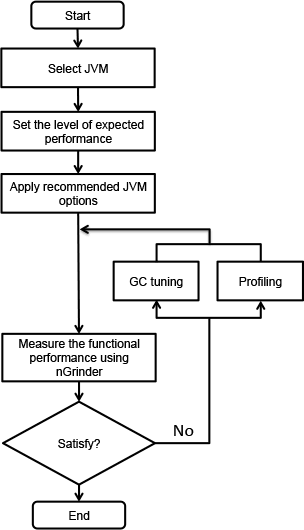 Start
Select JVM
Set the level of expected
performance
Apply recommended JVM
options
GC tuning
Profiling
Measure the functional
performance using
nGrinder
Satisfy?
No
End